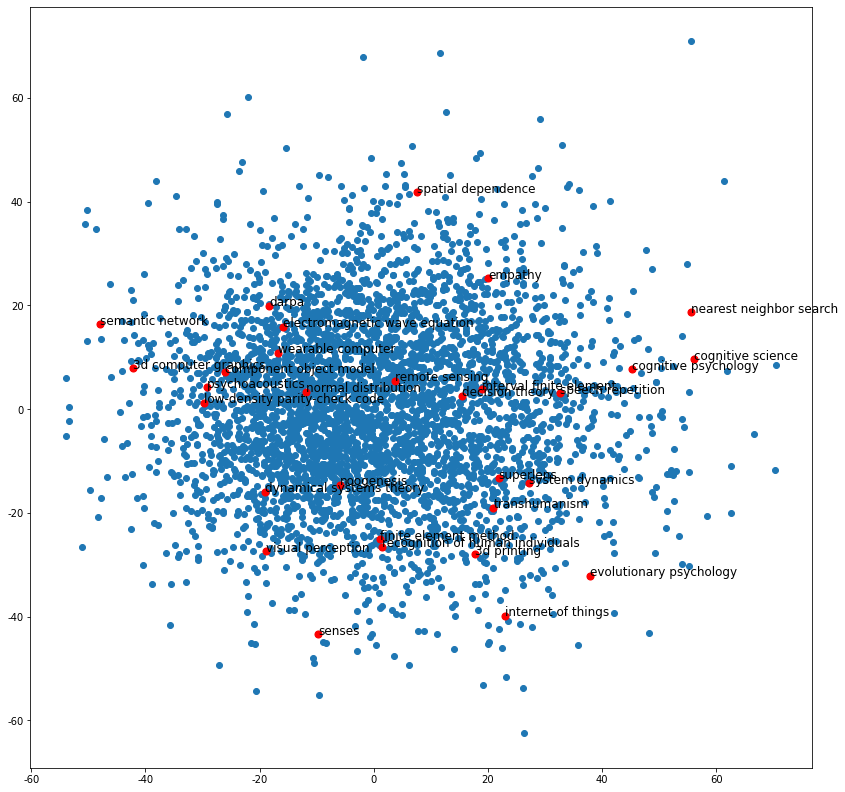 60
40
spatial dependence
empathy
20
darpa
nearest neighbor search
semantic network
electromagnetic wave equation
wearable computer
cognitive science
3d computer graphics
component object model
cognitive psychology
remote sensing
psychoacoustics
normal distribution
interval finite element
speech repetition
decision theory
low-density parity-check code
0
superlens
noogenesis
system dynamics
dynamical systems theory
transhumanism
-20
finite element method
recognition of human individuals
visual perception
3d printing
evolutionary psychology
internet of things
-40
senses
-60
-60 -40 -20 0 20 40 60